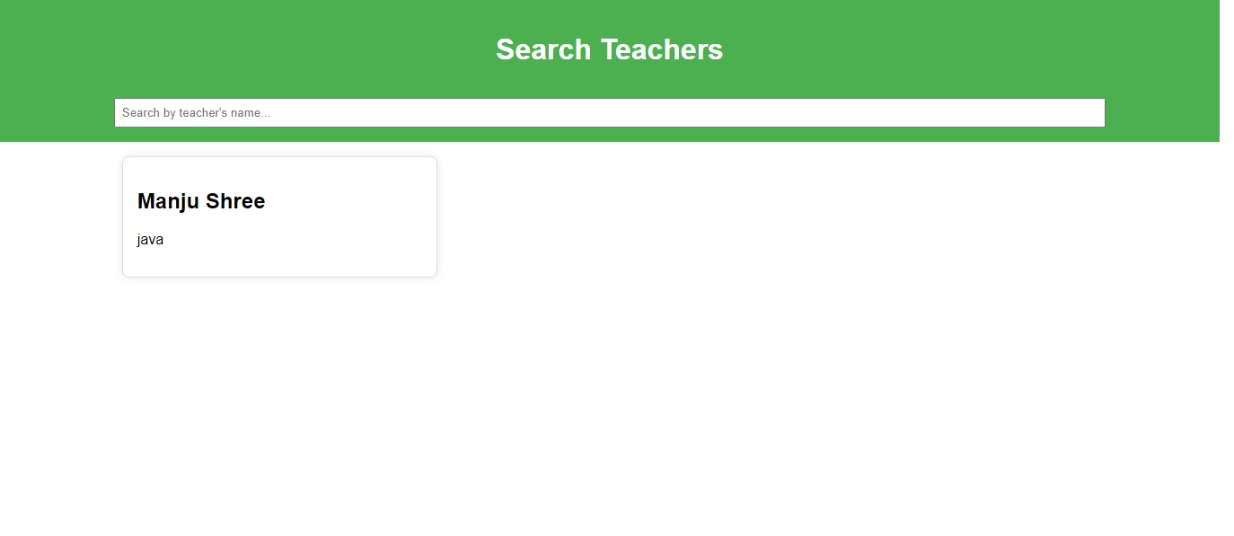 Search Teachers
Search by teacher's name...
Manju Shree
java